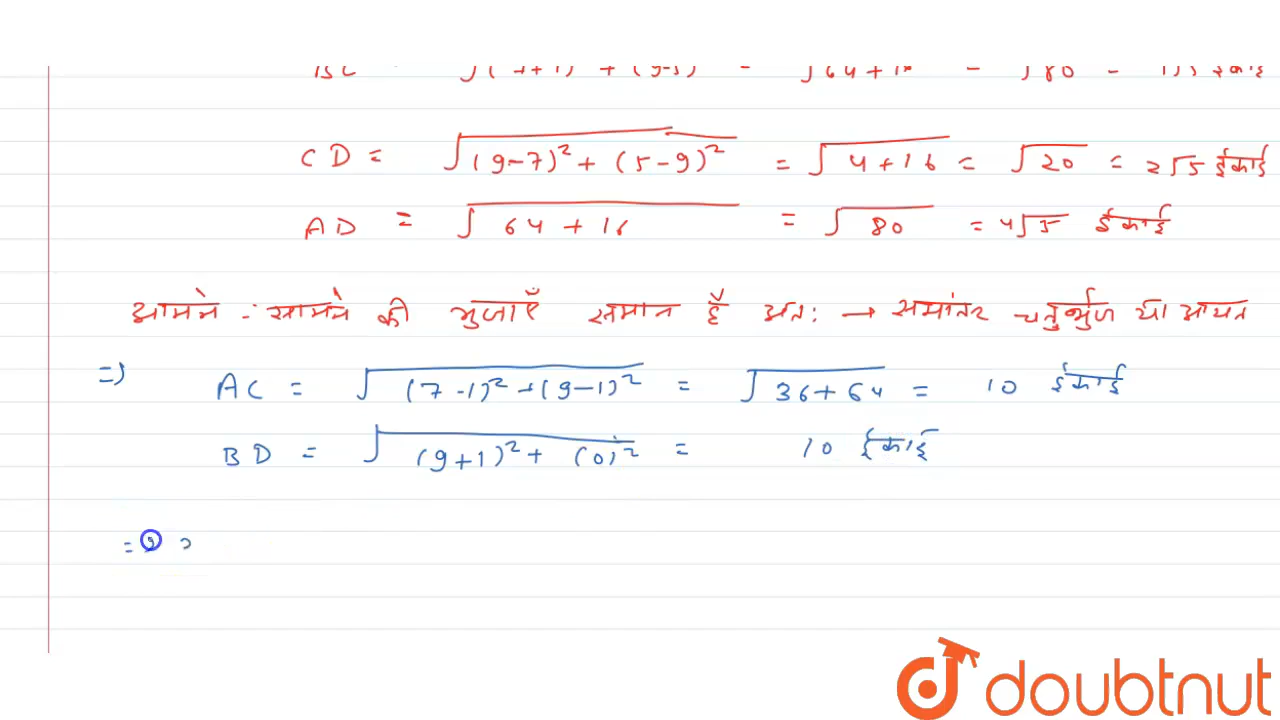 CD = √(9-7)² + (5-9)² = √4+16 = √20 = 2√5 ईकाई
AD = √64+16 = √80 = 4√5 ईकाई
आमने - सामने की भुजाएँ समान है अतः → समांतर चतुर्भुज या आयत
=) AC = √(7-1)²+(9-1)² = √36+64 = 10 ईकाई
BD = √(9+1)²+(0)² = 10 ईकाई
doubtnut